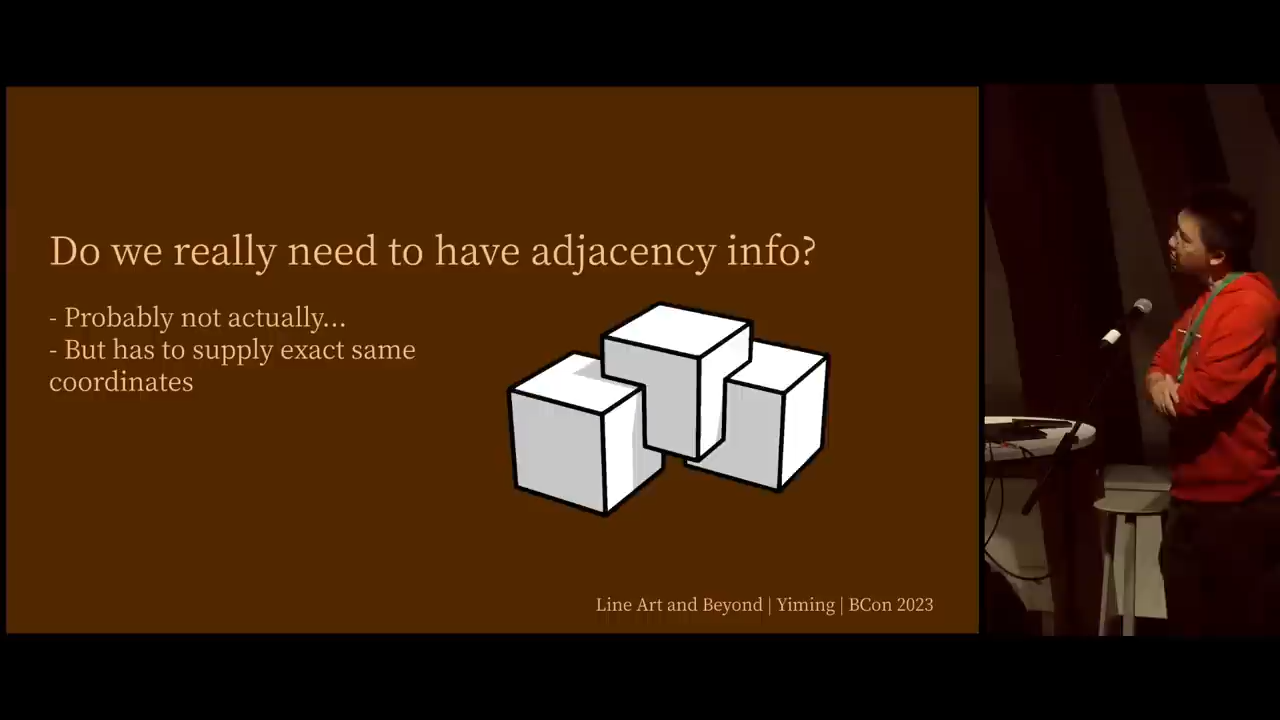 Do we really need to have adjacency info?
- Probably not actually...
- But has to supply exact same
coordinates
Line Art and Beyond | Yiming | BCon 2023